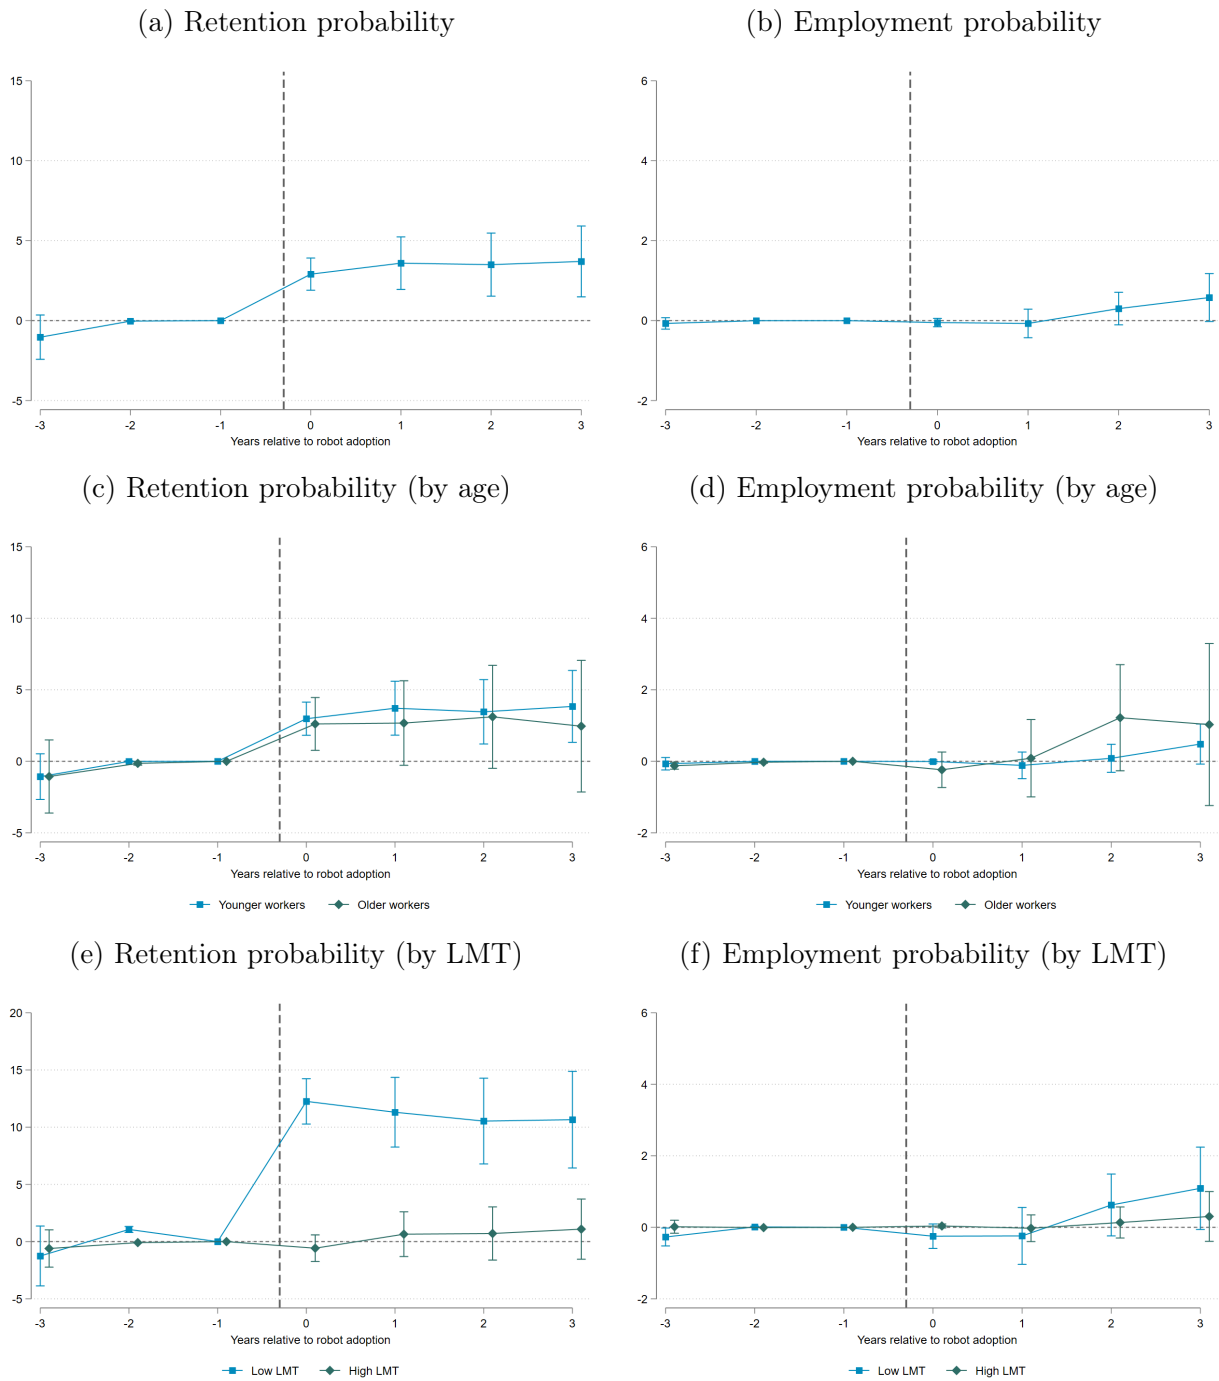 (a) Retention probability
15
10
5
0
-5
-3 -2 -1 0 1 2 3
Years relative to robot adoption
(b) Employment probability
6
4
2
0
-2
-3 -2 -1 0 1 2 3
Years relative to robot adoption
(c) Retention probability (by age)
15
10
5
0
-5
-3 -2 -1 0 1 2 3
Years relative to robot adoption
Younger workers Older workers
(d) Employment probability (by age)
6
4
2
0
-2
-3 -2 -1 0 1 2 3
Years relative to robot adoption
Younger workers Older workers
(e) Retention probability (by LMT)
20
15
10
5
0
-5
-3 -2 -1 0 1 2 3
Years relative to robot adoption
Low LMT High LMT
(f) Employment probability (by LMT)
6
4
2
0
-2
-3 -2 -1 0 1 2 3
Years relative to robot adoption
Low LMT High LMT